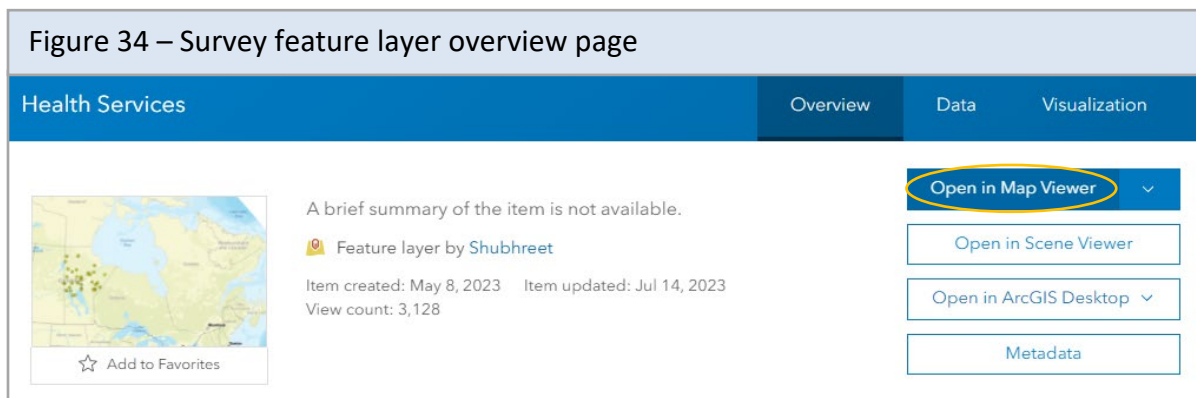 Figure 34 – Survey feature layer overview page
Health Services
Overview
Data
Visualization
A brief summary of the item is not available.
Feature layer by Shubhreet
Item created: May 8, 2023 Item updated: Jul 14, 2023
View count: 3,128
Add to Favorites
Open in Map Viewer
Open in Scene Viewer
Open in ArcGIS Desktop
Metadata